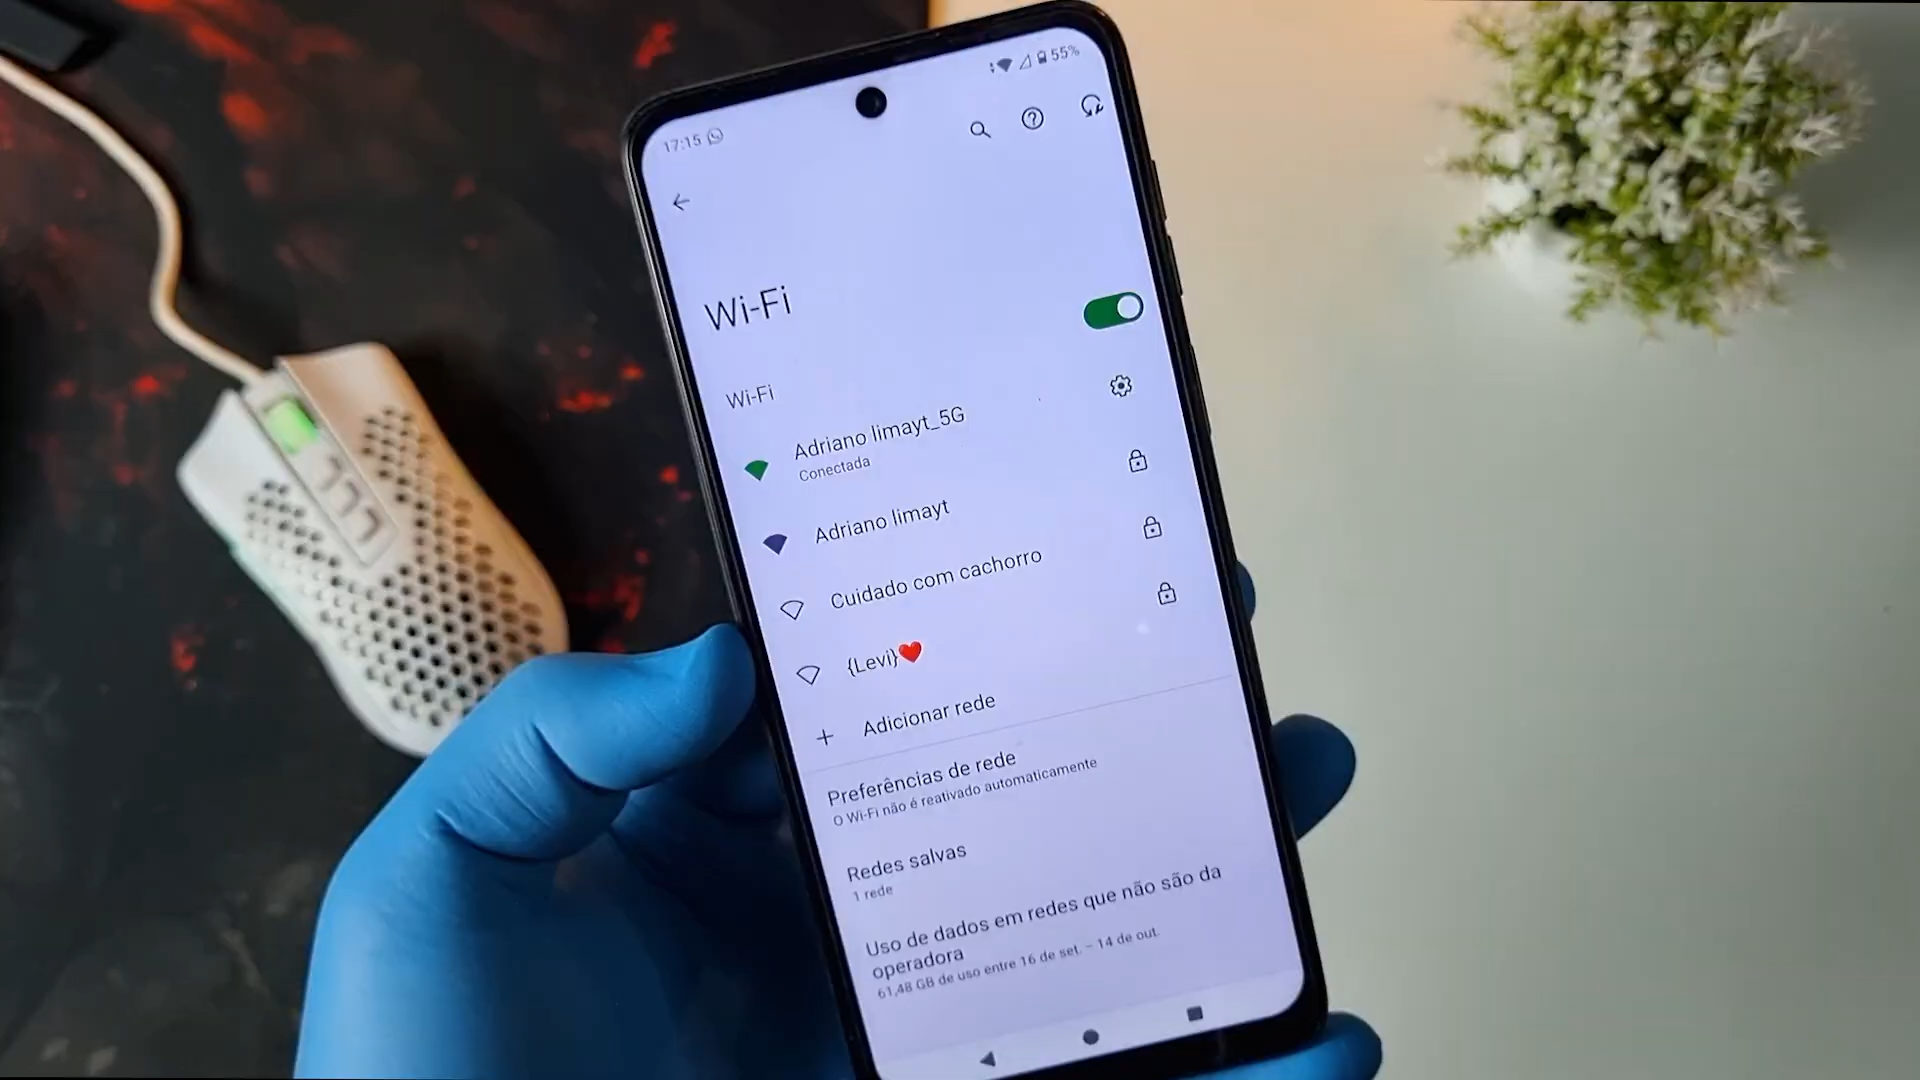 17:15
55%
Wi-Fi
Wi-Fi
Adriano limayt_5G
Conectada
Adriano limayt
Cuidado com cachorro
{Levi}❤️
+ Adicionar rede
Preferências de rede
O Wi-Fi não é reativado automaticamente
Redes salvas
1 rede
Uso de dados em redes que não são da
operadora
61,48 GB de uso entre 16 de set. – 14 de out.